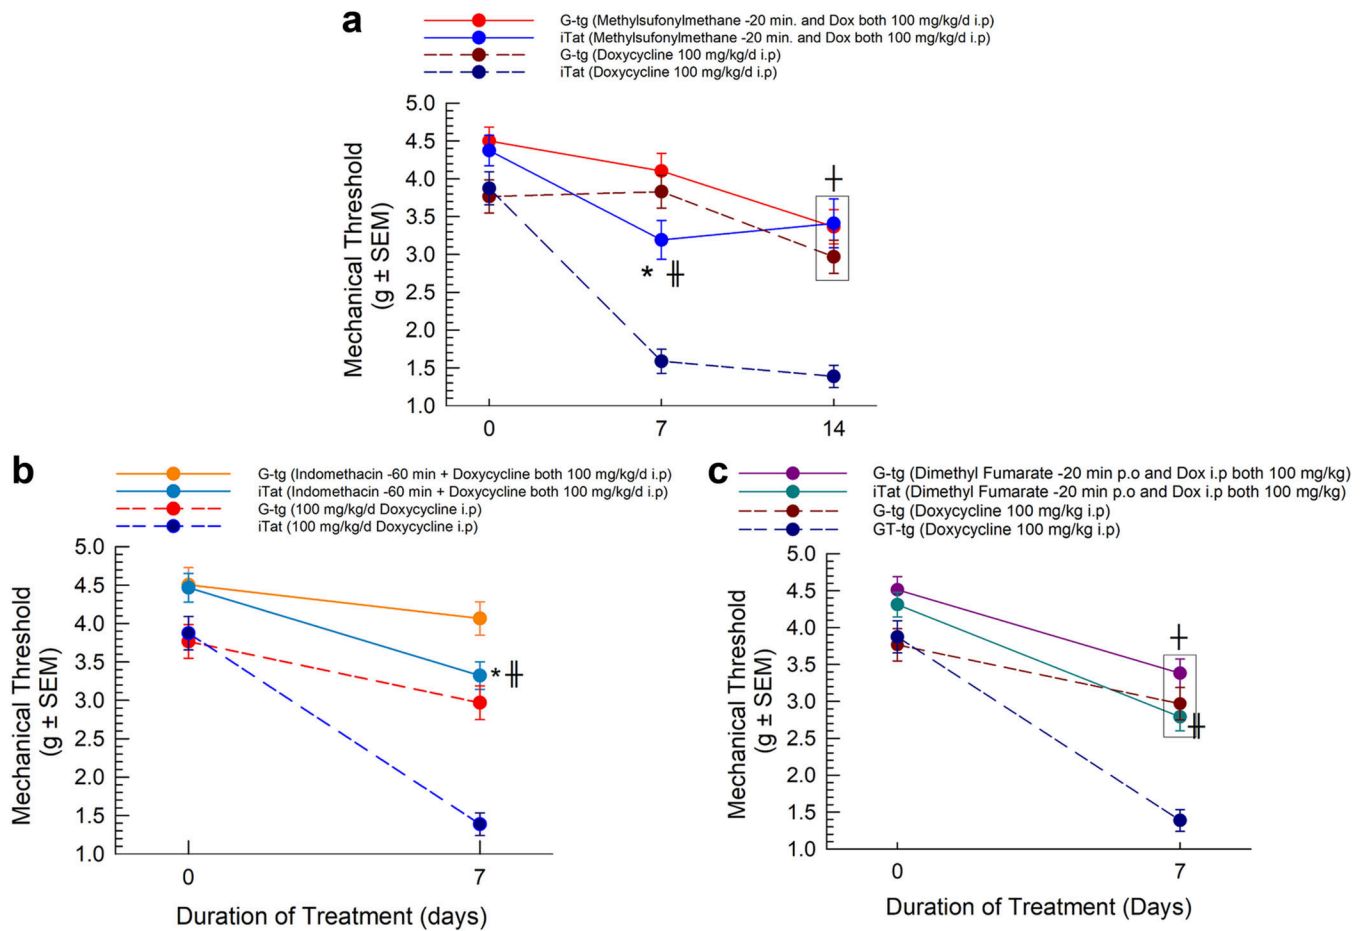 a
G-tg (Methylsufonylmethane -20 min. and Dox both 100 mg/kg/d i.p)
iTat (Methylsufonylmethane -20 min. and Dox both 100 mg/kg/d i.p)
G-tg (Doxycycline 100 mg/kg/d i.p)
iTat (Doxycycline 100 mg/kg/d i.p)
Mechanical Threshold
(g ± SEM)
5.0
4.5
4.0
3.5
3.0
2.5
2.0
1.5
1.0
┼
* ╫
0 7 14
b
G-tg (Indomethacin -60 min + Doxycycline both 100 mg/kg/d i.p)
iTat (Indomethacin -60 min + Doxycycline both 100 mg/kg/d i.p)
G-tg (100 mg/kg/d Doxycycline i.p)
iTat (100 mg/kg/d Doxycycline i.p)
Mechanical Threshold
(g ± SEM)
5.0
4.5
4.0
3.5
3.0
2.5
2.0
1.5
1.0
*╫
0 7
Duration of Treatment (days)
c
G-tg (Dimethyl Fumarate -20 min p.o and Dox i.p both 100 mg/kg)
iTat (Dimethyl Fumarate -20 min p.o and Dox i.p both 100 mg/kg)
G-tg (Doxycycline 100 mg/kg i.p)
GT-tg (Doxycycline 100 mg/kg i.p)
Mechanical Threshold
(g ± SEM)
5.0
4.5
4.0
3.5
3.0
2.5
2.0
1.5
1.0
┼
╫
0 7
Duration of Treatment (Days)